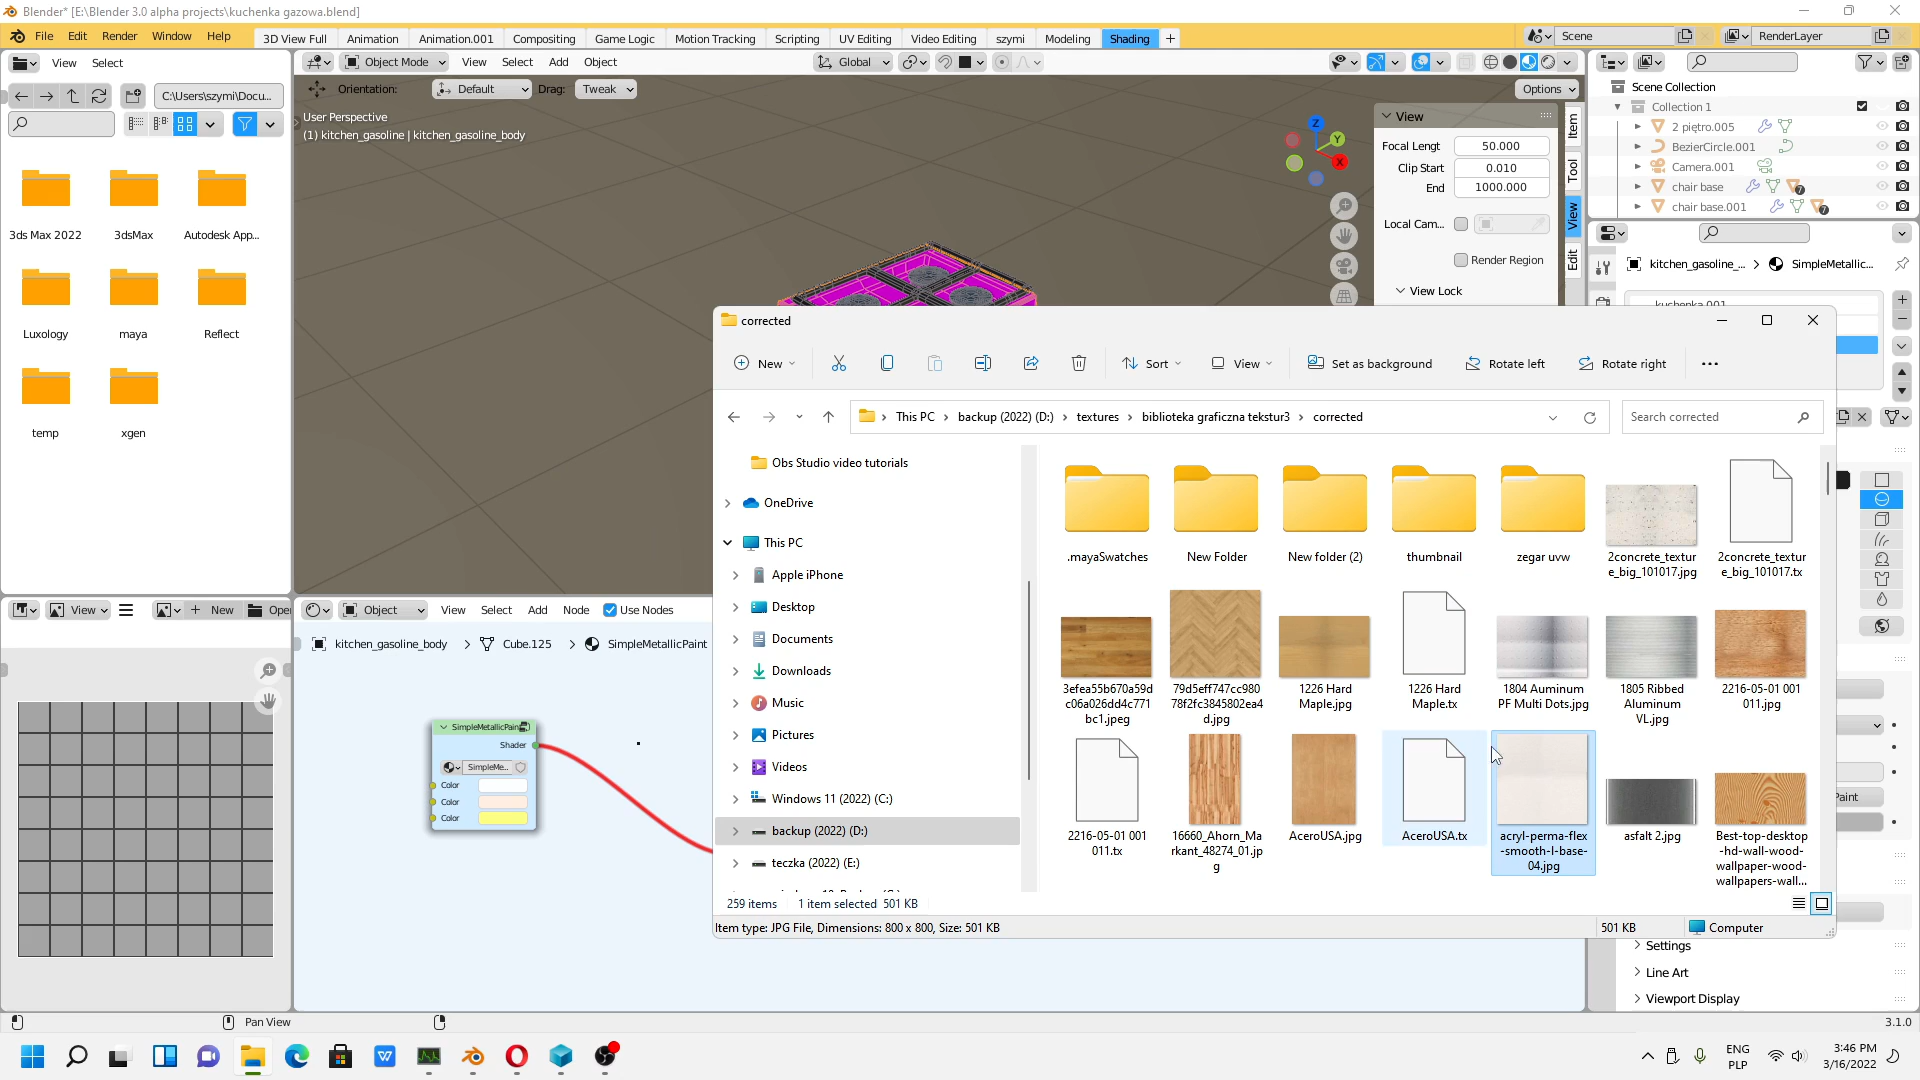 Blender* [E:\Blender 3.0 alpha projects\kuchenka gazowa.blend]
File Edit Render Window Help
3D View Full Animation Animation.001 Compositing Game Logic Motion Tracking Scripting UV Editing Video Editing szymi Modeling Shading +
Scene RenderLayer
View Select
C:\Users\szymi\Docu...
3ds Max 2022 3dsMax Autodesk App...
Luxology maya Reflect
temp xgen
Object Mode View Select Add Object Global
Orientation: Default Drag: Tweak Options
User Perspective
(1) kitchen_gasoline | kitchen_gasoline_body
Z
Y
X
View
Focal Lengt 50.000
Clip Start 0.010
End 1000.000
Local Cam...
Render Region
View Lock
Item
Tool
View
Edit
Scene Collection
Collection 1
2 piętro.005
BezierCircle.001
Camera.001
chair base 7
chair base.001 7
kitchen_gasoline_... > SimpleMetallic...
kuchenka.001
Paint
Settings
Line Art
Viewport Display
corrected
New Sort View Set as background Rotate left Rotate right ...
This PC > backup (2022) (D:) > textures > biblioteka graficzna tekstur3 > corrected
Search corrected
Obs Studio video tutorials
OneDrive
This PC
Apple iPhone
Desktop
Documents
Downloads
Music
Pictures
Videos
Windows 11 (2022) (C:)
backup (2022) (D:)
teczka (2022) (E:)
.mayaSwatches New Folder New folder (2) thumbnail zegar uvw
2concrete_textur
e_big_101017.jpg
2concrete_textur
e_big_101017.tx
3efea55b670a59d
c06a026dd4c771
bc1.jpeg
79d5eff747cc980
78f2fc3845802ea4
d.jpg
1226 Hard
Maple.jpg
1226 Hard
Maple.tx
1804 Auminum
PF Multi Dots.jpg
1805 Ribbed
Aluminum
VL.jpg
2216-05-01 001
011.jpg
2216-05-01 001
011.tx
16660_Ahorn_Ma
rkant_48274_01.jp
g
AceroUSA.jpg
AceroUSA.tx
acryl-perma-flex
-smooth-l-base-
04.jpg
asfalt 2.jpg
Best-top-desktop
-hd-wall-wood-
wallpaper-wood-
wallpapers-wall...
259 items 1 item selected 501 KB
Item type: JPG File, Dimensions: 800 x 800, Size: 501 KB 501 KB Computer
View New Ope
Object View Select Add Node Use Nodes
kitchen_gasoline_body > Cube.125 > SimpleMetallicPaint
SimpleMetallicPain
Shader
SimpleMe...
Color
Color
Color
Pan View 3.1.0
ENG
PLP
3:46 PM
3/16/2022